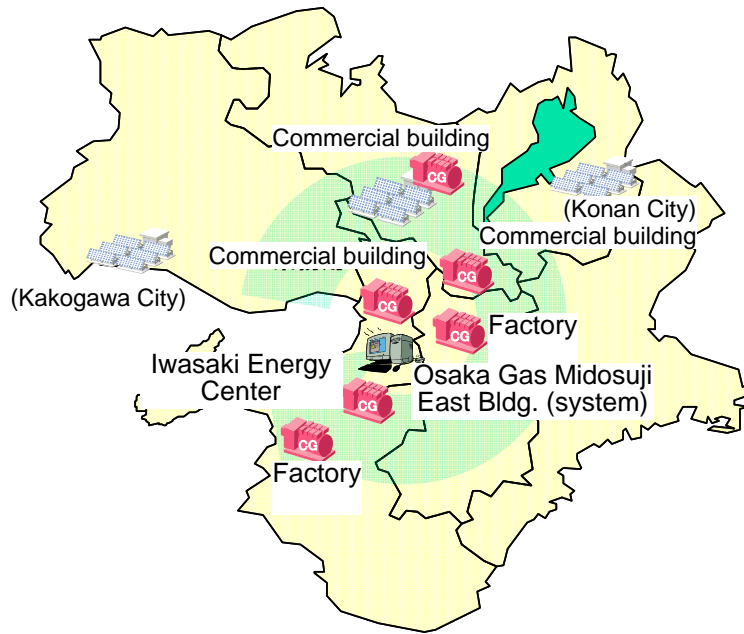 Commercial building
CG
(Konan City)
Commercial building
Commercial building
CG
(Kakogawa City)
CG
CG
Factory
Iwasaki Energy
Center
Osaka Gas Midosuji
East Bldg. (system)
CG
CG
Factory